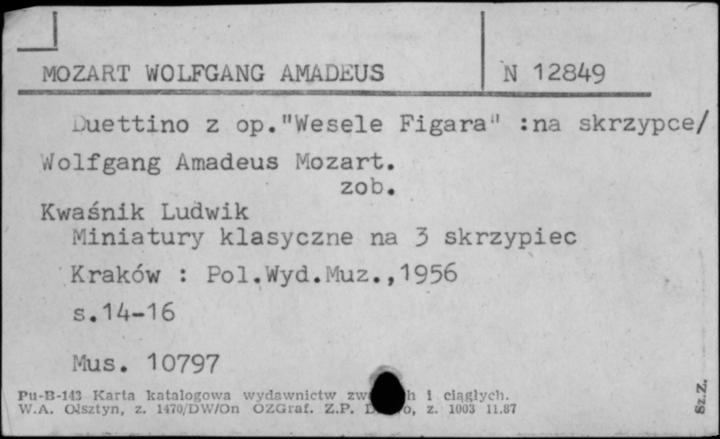 MOZART WOLFGANG AMADEUS
N 12849
Duettino z op."Wesele Figara" :na skrzypce/
Wolfgang Amadeus Mozart.
zob.
Kwaśnik Ludwik
Miniatury klasyczne na 3 skrzypiec
Kraków : Pol.Wyd.Muz.,1956
s.14-16
Mus. 10797
Pu-B-143 Karta katalogowa wydawnictw i ciągłych.
W.A. Olsztyn, z. 1470/DW/On OZGraf. Z.P. z. 1003 11.87
Sz.Z.